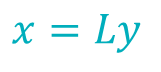 x = Ly